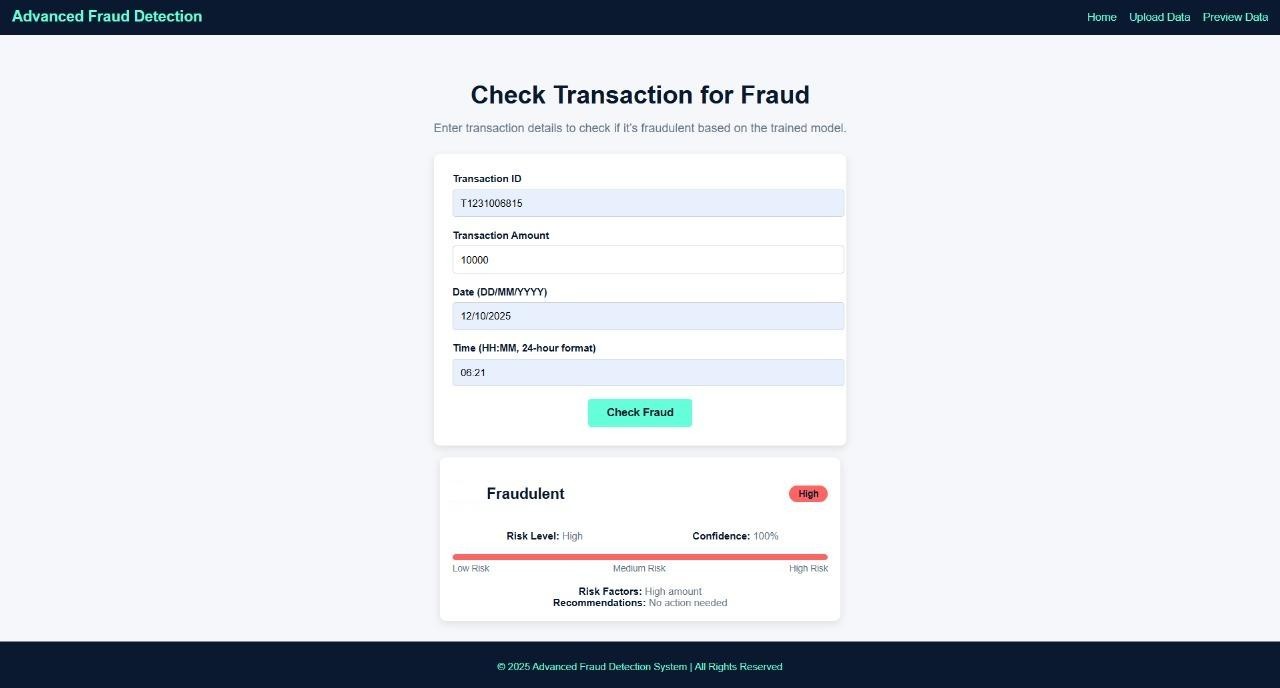 Advanced Fraud Detection
Home Upload Data Preview Data
Check Transaction for Fraud
Enter transaction details to check if it's fraudulent based on the trained model.
Transaction ID
T1231006815
Transaction Amount
10000
Date (DD/MM/YYYY)
12/10/2025
Time (HH:MM, 24-hour format)
06:21
Check Fraud
Fraudulent High
Risk Level: High Confidence: 100%
Low Risk Medium Risk High Risk
Risk Factors: High amount
Recommendations: No action needed
© 2025 Advanced Fraud Detection System | All Rights Reserved